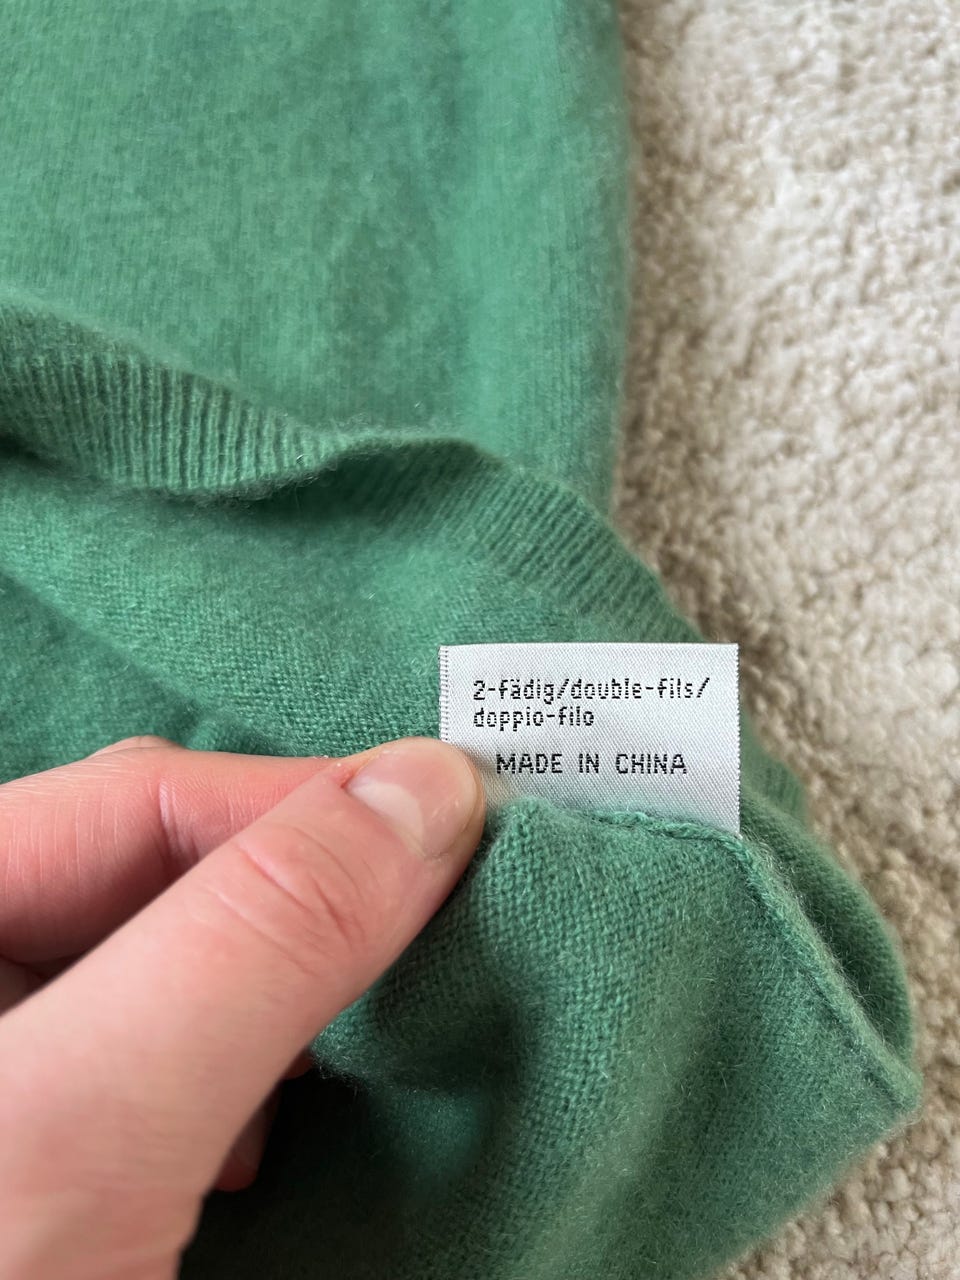 2-fädig/double-fils/
doppio-filo
MADE IN CHINA